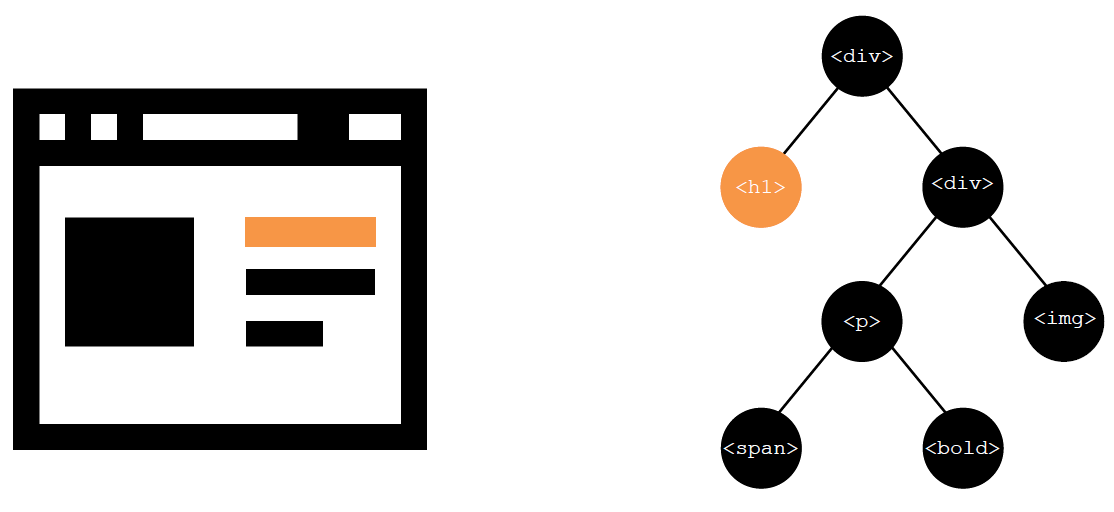 <div>
<h1>
<div>
<p>
<img>
<span>
<bold>